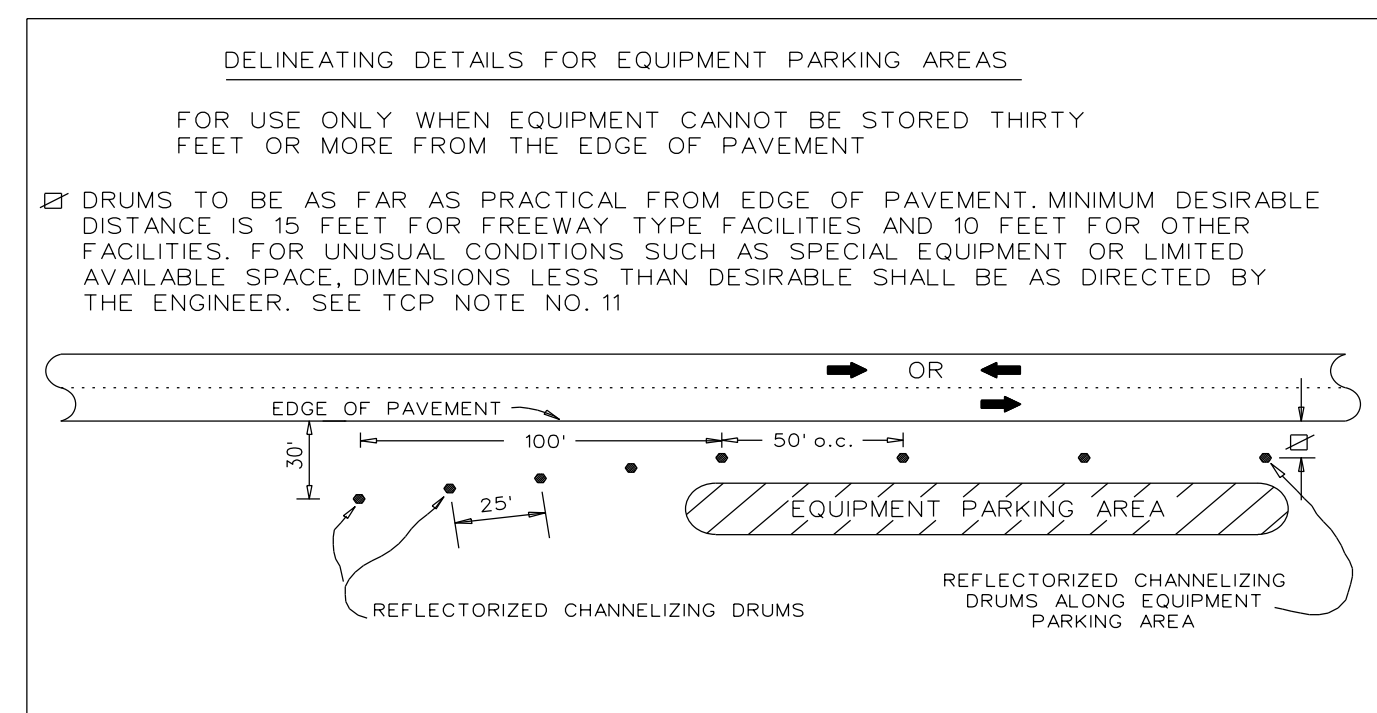 DELINEATING DETAILS FOR EQUIPMENT PARKING AREAS
FOR USE ONLY WHEN EQUIPMENT CANNOT BE STORED THIRTY
FEET OR MORE FROM THE EDGE OF PAVEMENT
DRUMS TO BE AS FAR AS PRACTICAL FROM EDGE OF PAVEMENT. MINIMUM DESIRABLE
DISTANCE IS 15 FEET FOR FREEWAY TYPE FACILITIES AND 10 FEET FOR OTHER
FACILITIES. FOR UNUSUAL CONDITIONS SUCH AS SPECIAL EQUIPMENT OR LIMITED
AVAILABLE SPACE, DIMENSIONS LESS THAN DESIRABLE SHALL BE AS DIRECTED BY
THE ENGINEER. SEE TCP NOTE NO. 11
OR
EDGE OF PAVEMENT
100'
50' o.c.
30'
25'
EQUIPMENT PARKING AREA
REFLECTORIZED CHANNELIZING DRUMS
REFLECTORIZED CHANNELIZING
DRUMS ALONG EQUIPMENT
PARKING AREA